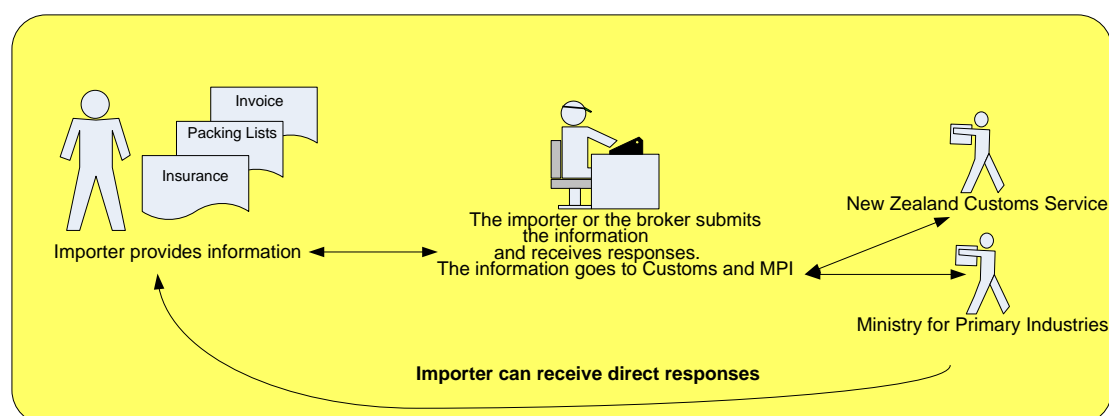 Invoice
Packing Lists
Insurance
Importer provides information
The importer or the broker submits
the information
and receives responses.
The information goes to Customs and MPI
New Zealand Customs Service
Ministry for Primary Industries
Importer can receive direct responses